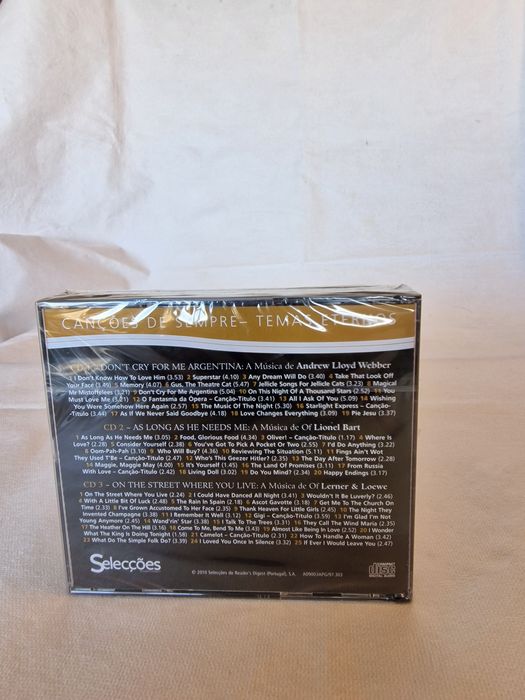 CANÇÕES DE SEMPRE – TEMAS ETERNOS
CD 1 – DON'T CRY FOR ME ARGENTINA: A Música de Andrew Lloyd Webber
1 I Don't Know How To Love Him (3.53) 2 Superstar (4.10) 3 Any Dream Will Do (3.40) 4 Take That Look Off
Your Face (3.49) 5 Memory (4.07) 6 Gus, The Theatre Cat (5.47) 7 Jellicle Songs For Jellicle Cats (3.23) 8 Magical
Mr Mistoffelees (3.21) 9 Don't Cry For Me Argentina (5.04) 10 On This Night Of A Thousand Stars (2.52) 11 You
Must Love Me (3.21) 12 O Fantasma da Ópera – Canção-Título (3.41) 13 All I Ask Of You (5.09) 14 Wishing
You Were Somehow Here Again (2.57) 15 The Music Of The Night (5.30) 16 Starlight Express – Canção-
Título (3.44) 17 As If We Never Said Goodbye (4.18) 18 Love Changes Everything (3.09) 19 Pie Jesu (3.37)
CD 2 – AS LONG AS HE NEEDS ME: A Música de Of Lionel Bart
1 As Long As He Needs Me (3.05) 2 Food, Glorious Food (4.34) 3 Oliver! – Canção-Título (1.17) 4 Where Is
Love? (2.28) 5 Consider Yourself (2.38) 6 You've Got To Pick A Pocket Or Two (2.55) 7 I'd Do Anything (3.22)
8 Oom-Pah-Pah (3.10) 9 Who Will Buy? (4.36) 10 Reviewing The Situation (5.11) 11 Fings Ain't Wot
They Used T'Be – Canção-Título (2.47) 12 Who's This Geezer Hitler? (2.35) 13 The Day After Tomorrow (2.28)
14 Maggie, Maggie May (4.00) 15 It's Yourself (1.45) 16 The Land Of Promises (3.11) 17 From Russia
With Love – Canção-Título (2.42) 18 Living Doll (3.02) 19 Do You Mind? (2.34) 20 Happy Endings (3.17)
CD 3 – ON THE STREET WHERE YOU LIVE: A Música de Of Lerner & Loewe
1 On The Street Where You Live (2.24) 2 I Could Have Danced All Night (3.41) 3 Wouldn't It Be Luverly? (2.46)
4 With A Little Bit Of Luck (2.48) 5 The Rain In Spain (2.18) 6 Ascot Gavotte (3.18) 7 Get Me To The Church On
Time (2.33) 8 I've Grown Accustomed To Her Face (2.35) 9 Thank Heaven For Little Girls (2.45) 10 The Night They
Invented Champagne (3.38) 11 I Remember It Well (3.12) 12 Gigi – Canção-Título (3.59) 13 I'm Glad I'm Not
Young Anymore (2.45) 14 Wand'rin' Star (3.38) 15 I Talk To The Trees (3.31) 16 They Call The Wind Maria (2.35)
17 The Heather On The Hill (3.16) 18 Come To Me, Bend To Me (3.43) 19 Almost Like Being In Love (2.52) 20 I Wonder
What The King Is Doing Tonight (1.58) 21 Camelot – Canção-Título (2.31) 22 How To Handle A Woman (3.42)
23 What Do The Simple Folk Do? (3.39) 24 I Loved You Once In Silence (3.32) 25 If Ever I Would Leave You (2.47)
Selecções
© 2010 Selecções do Reader's Digest (Portugal), S.A.
COMPACT
disc
DIGITAL AUDIO